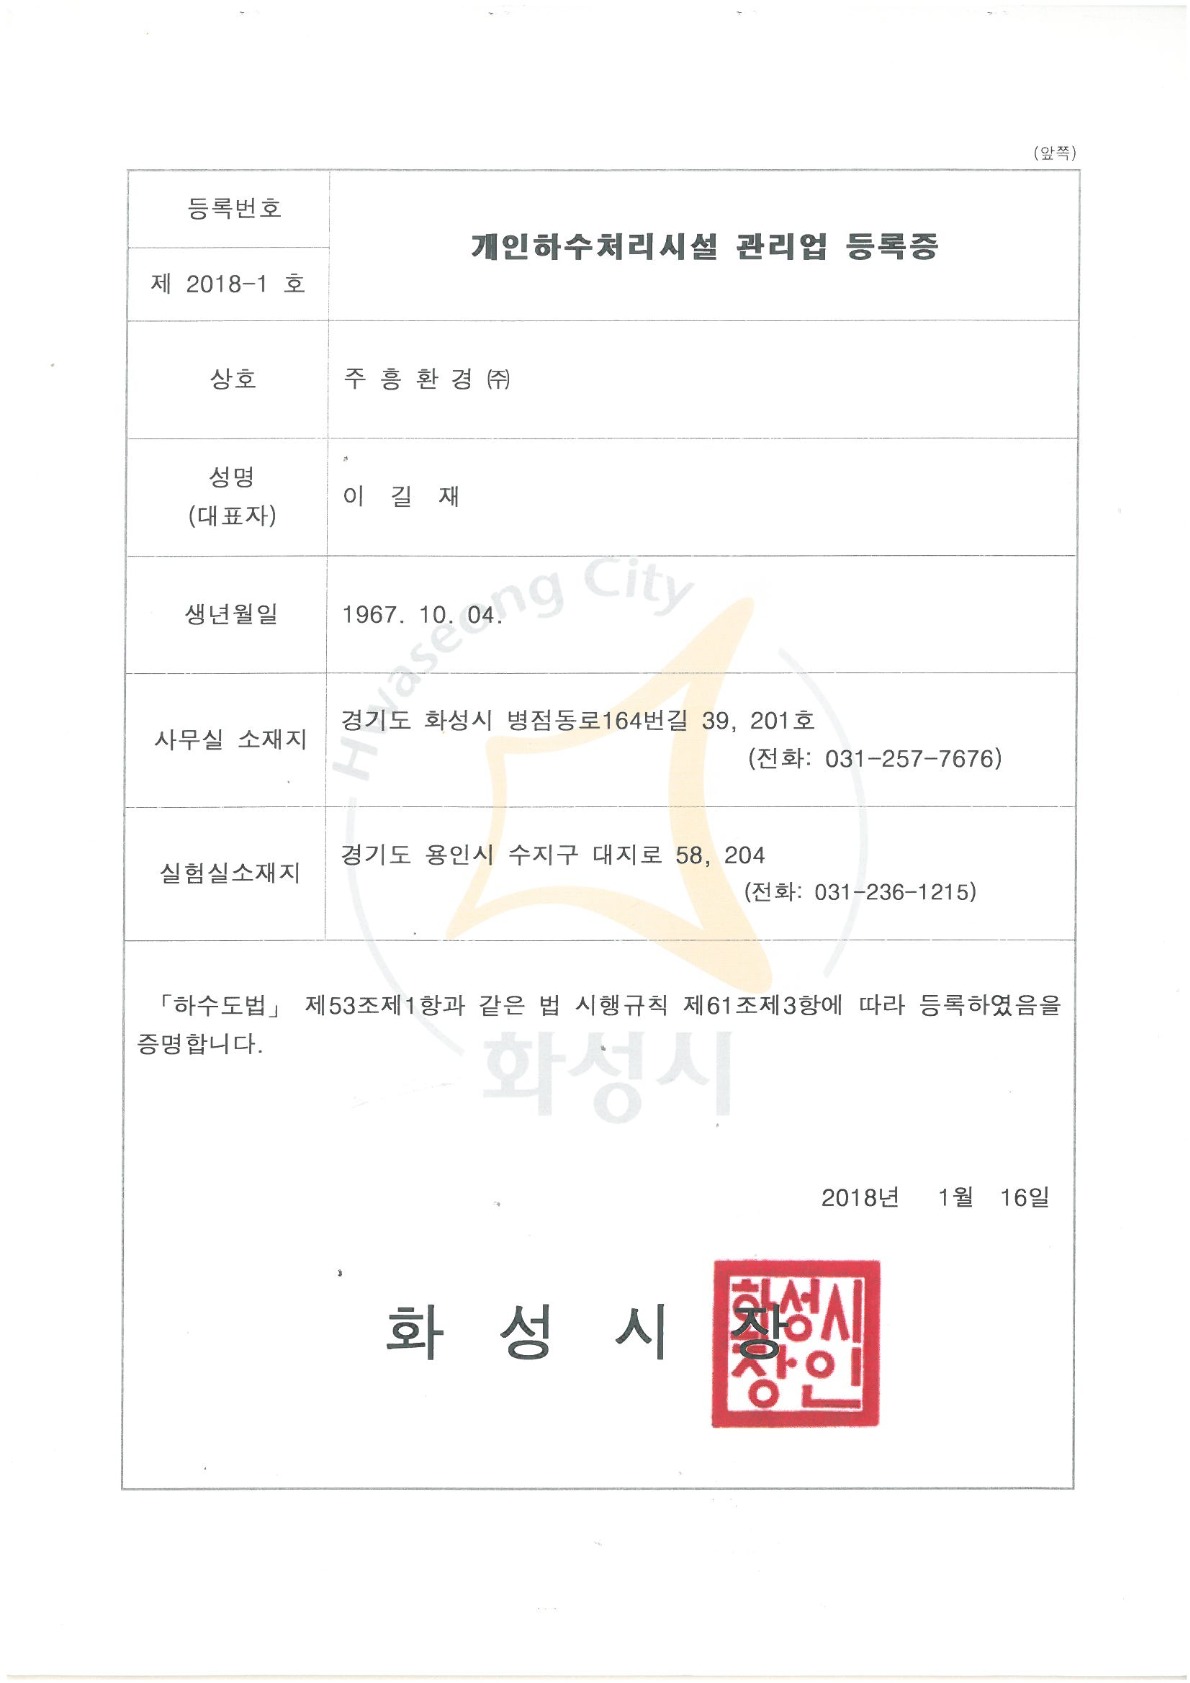 (앞쪽)
등록번호
개인하수처리시설 관리업 등록증
제 2018-1 호
상호
주 흥 환 경 ㈜
성명
(대표자)
이 길 재
생년월일
1967. 10. 04.
사무실 소재지
경기도 화성시 병점동로164번길 39, 201호
(전화: 031-257-7676)
실험실소재지
경기도 용인시 수지구 대지로 58, 204
(전화: 031-236-1215)
「하수도법」 제53조제1항과 같은 법 시행규칙 제61조제3항에 따라 등록하였음을
증명합니다.
Hwaseong City
화성시
2018년 1월 16일
화 성 시 장
화성시
장인